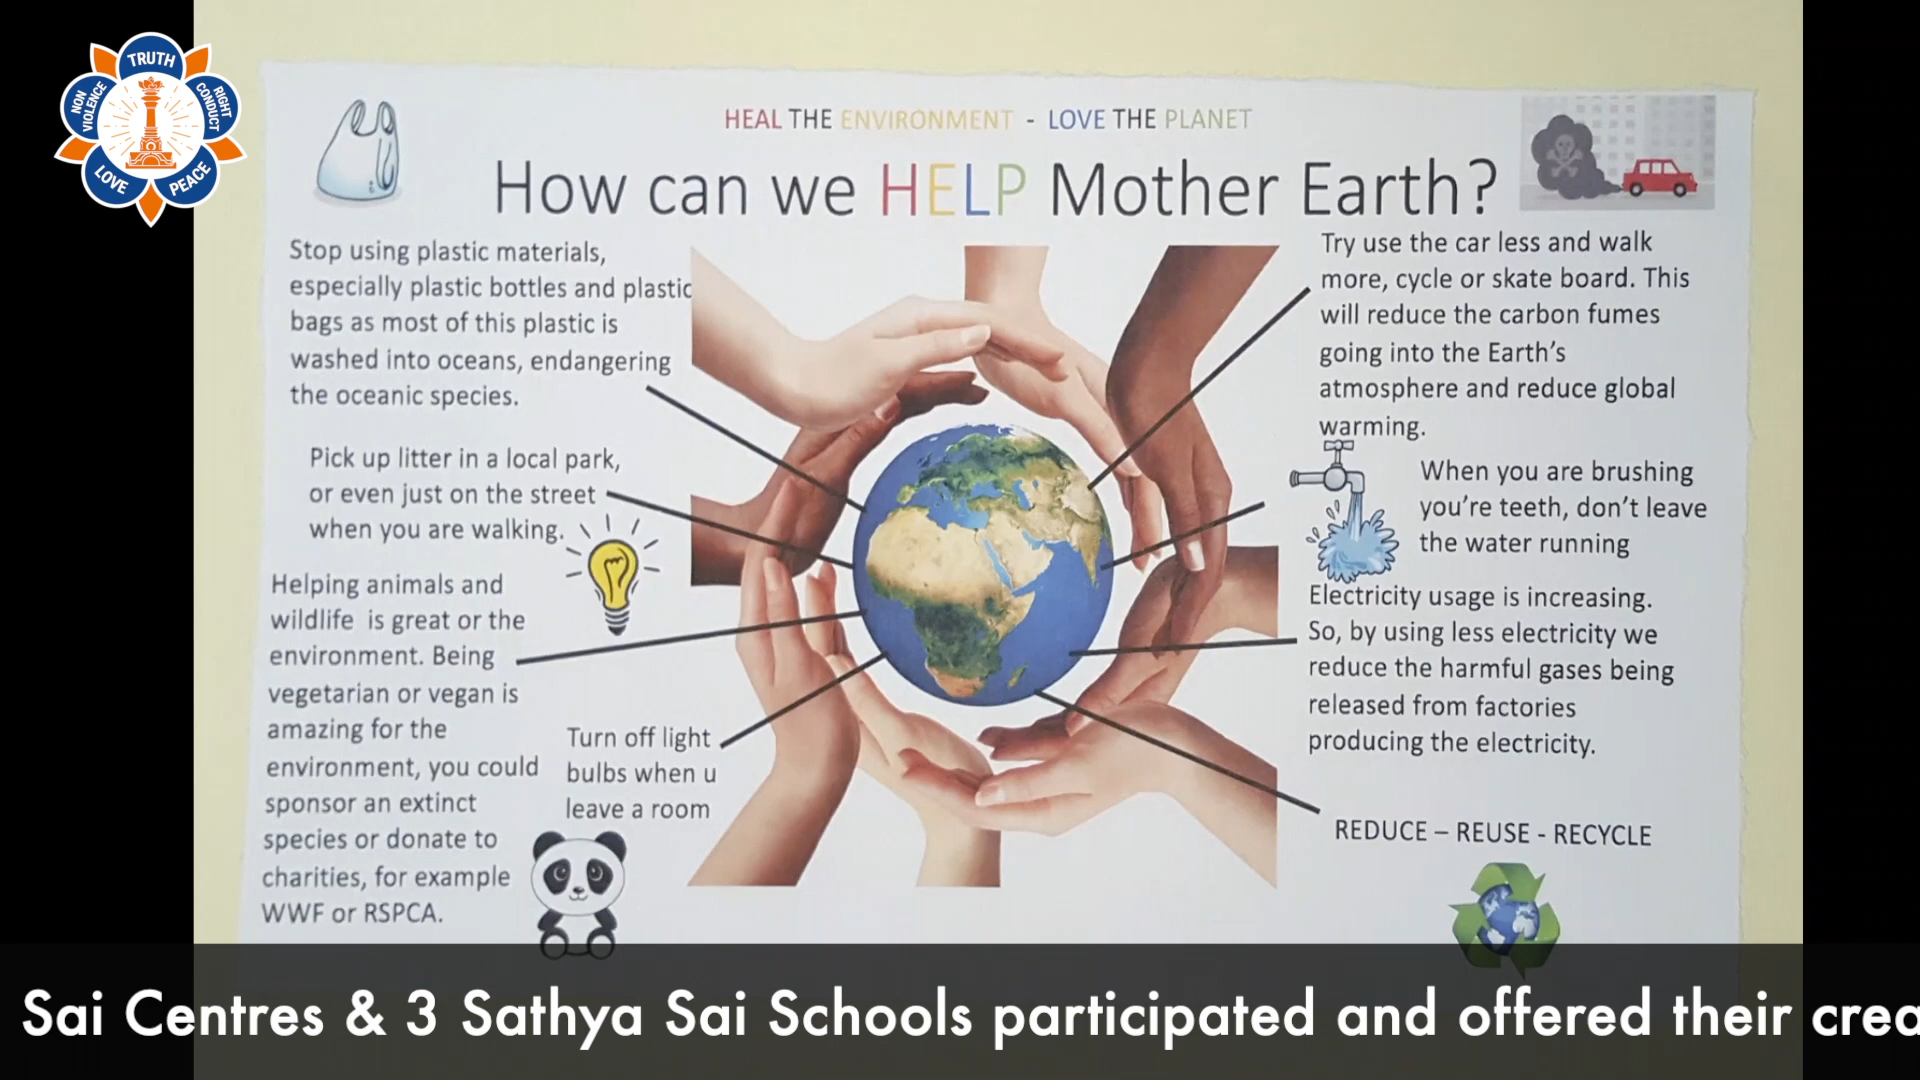 TRUTH
NON
VIOLENCE
RIGHT
CONDUCT
LOVE
PEACE
HEAL THE ENVIRONMENT - LOVE THE PLANET
How can we HELP Mother Earth?
Stop using plastic materials,
especially plastic bottles and plastic
bags as most of this plastic is
washed into oceans, endangering
the oceanic species.
Pick up litter in a local park,
or even just on the street
when you are walking.
Helping animals and
wildlife is great or the
environment. Being
vegetarian or vegan is
amazing for the
environment, you could
sponsor an extinct
species or donate to
charities, for example
WWF or RSPCA.
Turn off light
bulbs when u
leave a room
Try use the car less and walk
more, cycle or skate board. This
will reduce the carbon fumes
going into the Earth's
atmosphere and reduce global
warming.
When you are brushing
you're teeth, don't leave
the water running
Electricity usage is increasing.
So, by using less electricity we
reduce the harmful gases being
released from factories
producing the electricity.
REDUCE – REUSE - RECYCLE
Sai Centres & 3 Sathya Sai Schools participated and offered their crea